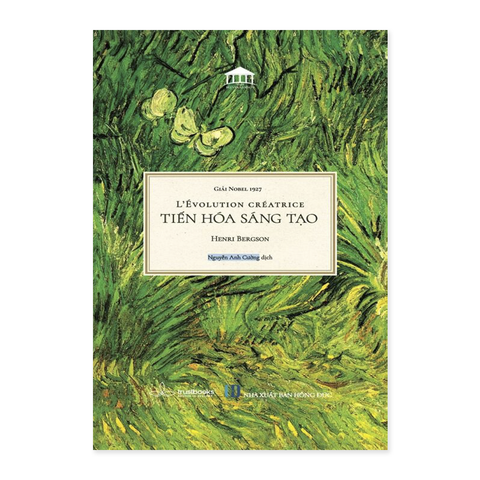 GIẢI NOBEL 1927
L'ÉVOLUTION CRÉATRICE
TIẾN HÓA SÁNG TẠO
HENRI BERGSON
Nguyễn Anh Cường dịch
trustbooks
NHÀ XUẤT BẢN HỒNG ĐỨC